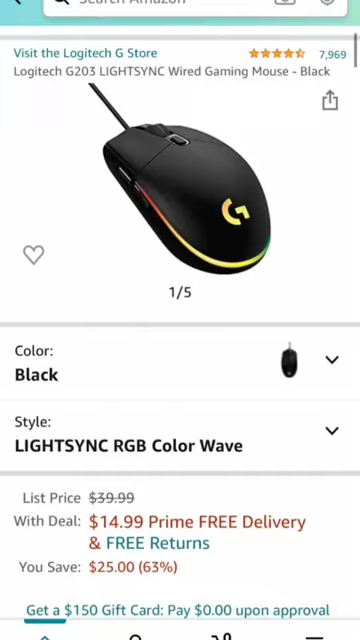 Search Amazon
Visit the Logitech G Store 7,969
Logitech G203 LIGHTSYNC Wired Gaming Mouse - Black
G
1/5
Color:
Black
Style:
LIGHTSYNC RGB Color Wave
List Price $39.99
With Deal: $14.99 Prime FREE Delivery
& FREE Returns
You Save: $25.00 (63%)
Get a $150 Gift Card: Pay $0.00 upon approval